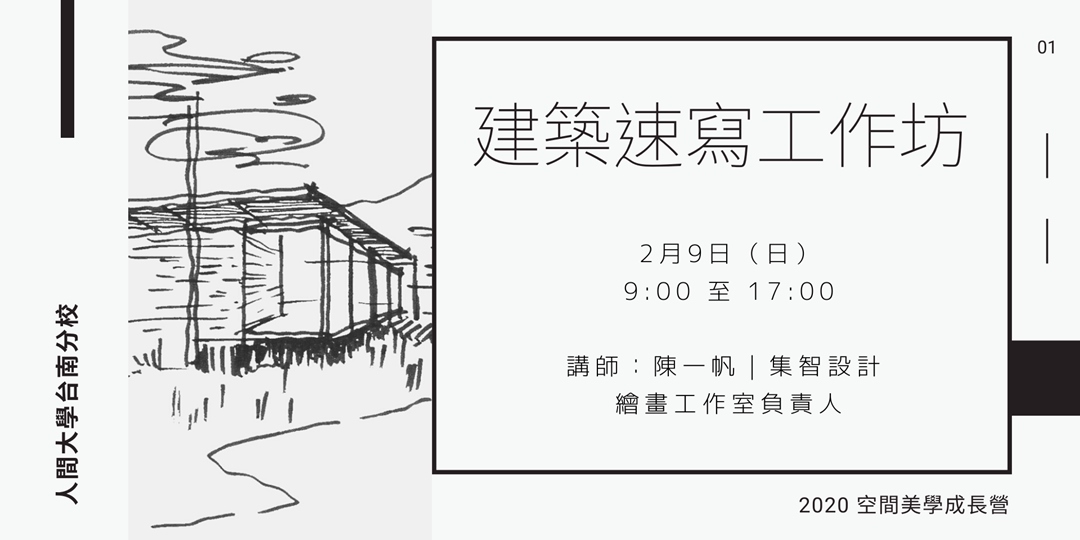 人間大學台南分校
01
建築速寫工作坊
2月9日（日）
9:00 至 17:00
講師：陳一帆 | 集智設計
繪畫工作室負責人
2020 空間美學成長營